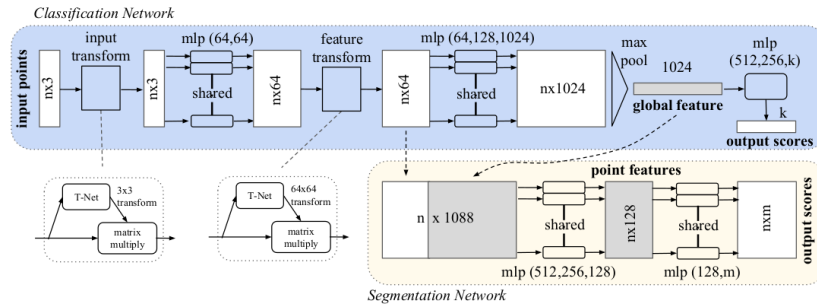 Classification Network
input points
nx3
input
transform
nx3
mlp (64,64)
shared
nx64
feature
transform
nx64
mlp (64,128,1024)
shared
nx1024
max
pool
1024
global feature
mlp
(512,256,k)
k
output scores
T-Net
3x3
transform
matrix
multiply
T-Net
64x64
transform
matrix
multiply
point features
n x 1088
shared
mlp (512,256,128)
nx128
shared
mlp (128,m)
nxm
output scores
Segmentation Network